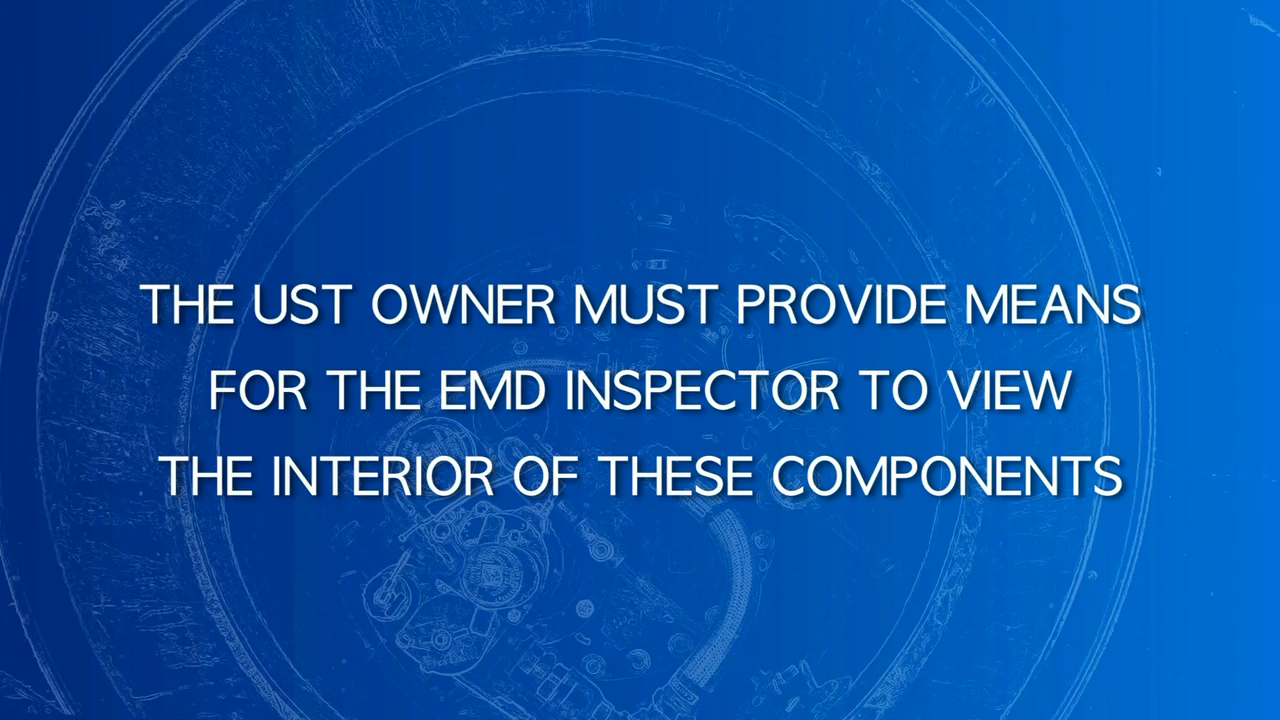 THE UST OWNER MUST PROVIDE MEANS
FOR THE EMD INSPECTOR TO VIEW
THE INTERIOR OF THESE COMPONENTS